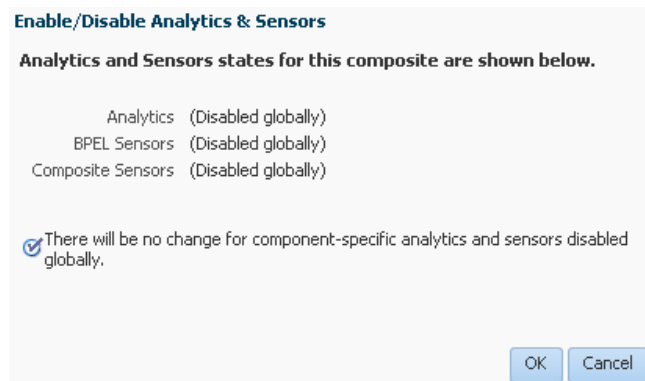 Enable/Disable Analytics & Sensors
Analytics and Sensors states for this composite are shown below.
Analytics (Disabled globally)
BPEL Sensors (Disabled globally)
Composite Sensors (Disabled globally)
There will be no change for component-specific analytics and sensors disabled
globally.
OK Cancel